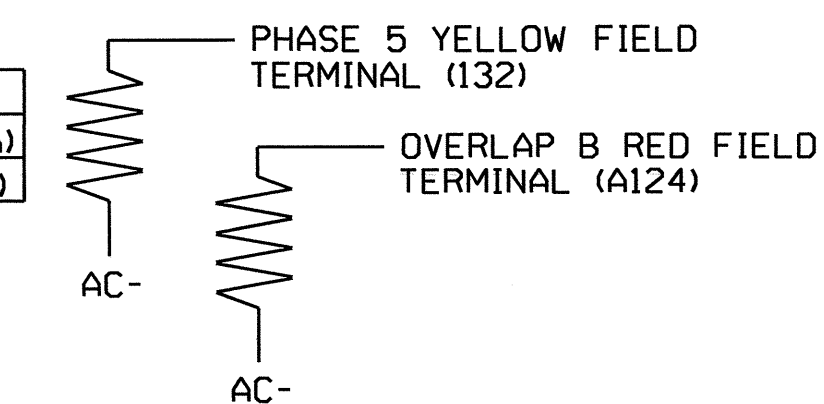 PHASE 5 YELLOW FIELD
TERMINAL (132)
)
)
OVERLAP B RED FIELD
TERMINAL (A124)
AC-
AC-